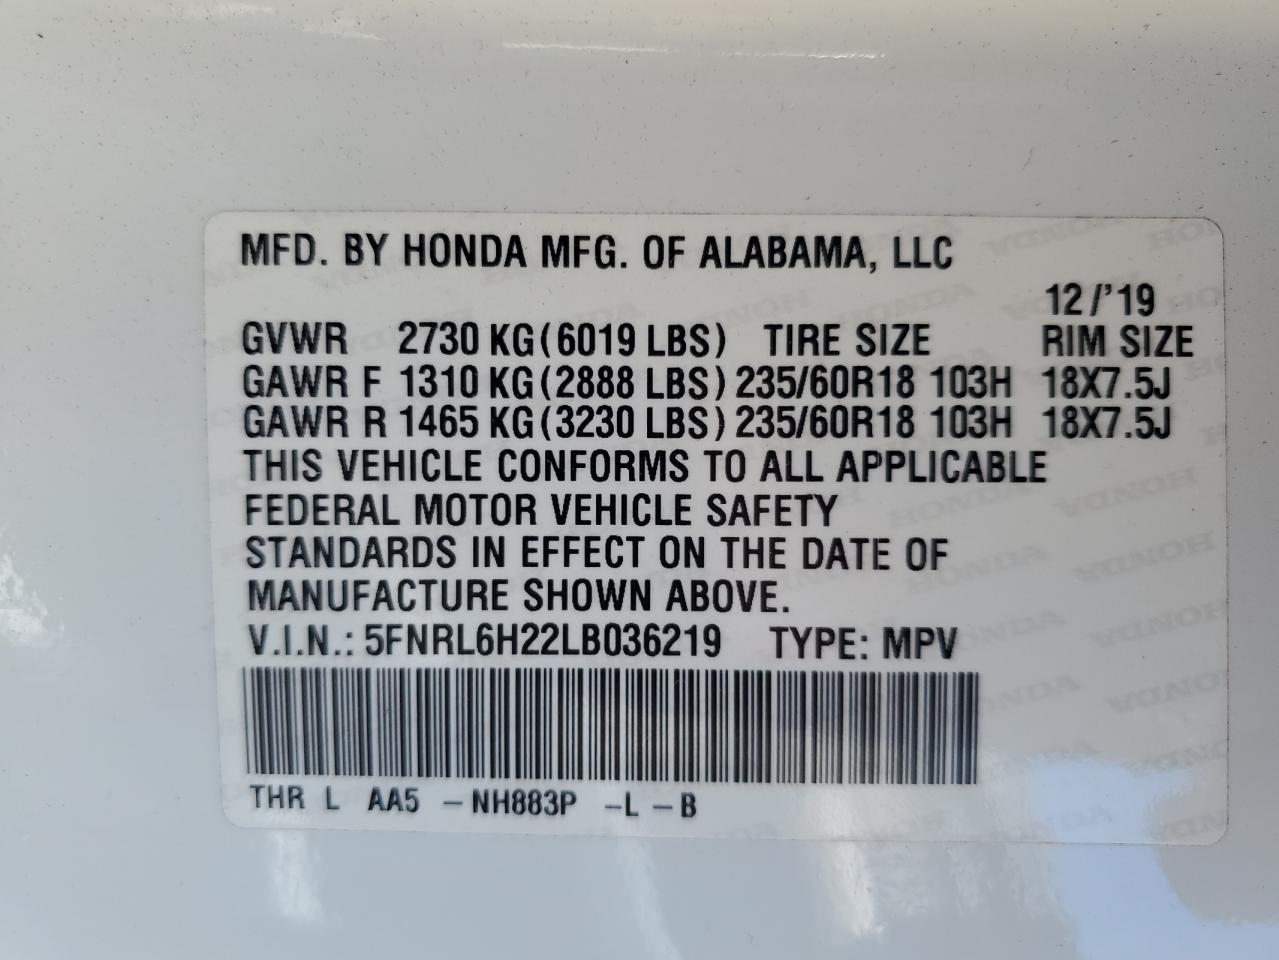 MFD. BY HONDA MFG. OF ALABAMA, LLC
12/'19
GVWR 2730 KG(6019 LBS) TIRE SIZE RIM SIZE
GAWR F 1310 KG(2888 LBS) 235/60R18 103H 18X7.5J
GAWR R 1465 KG(3230 LBS) 235/60R18 103H 18X7.5J
THIS VEHICLE CONFORMS TO ALL APPLICABLE
FEDERAL MOTOR VEHICLE SAFETY
STANDARDS IN EFFECT ON THE DATE OF
MANUFACTURE SHOWN ABOVE.
V.I.N.: 5FNRL6H22LB036219 TYPE: MPV
THR L AA5 -NH883P -L-B